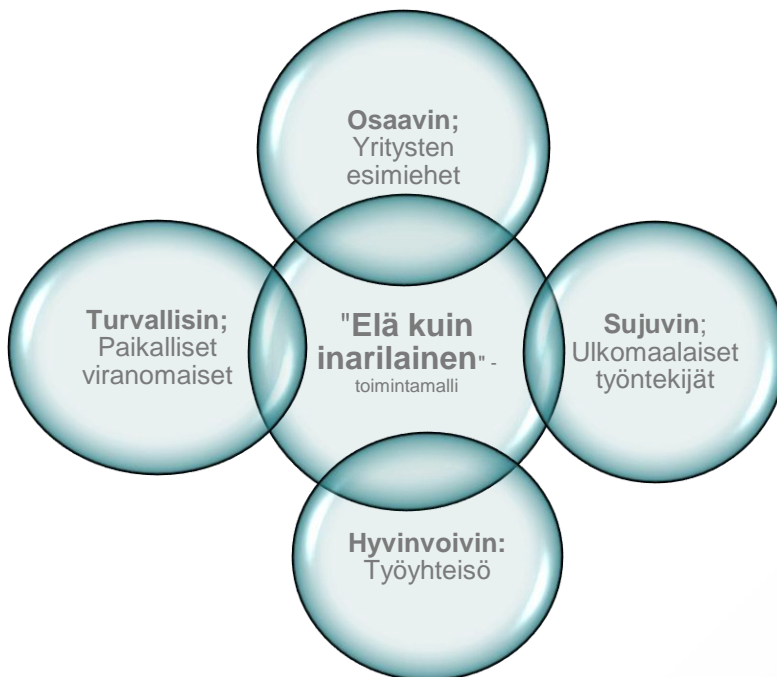 Osaavin;
Yritysten
esimiehet
Turvallisin;
Paikalliset
viranomaiset
"Elä kuin
inarilainen" -
toimintamalli
Sujuvin;
Ulkomaalaiset
työntekijät
Hyvinvoivin:
Työyhteisö